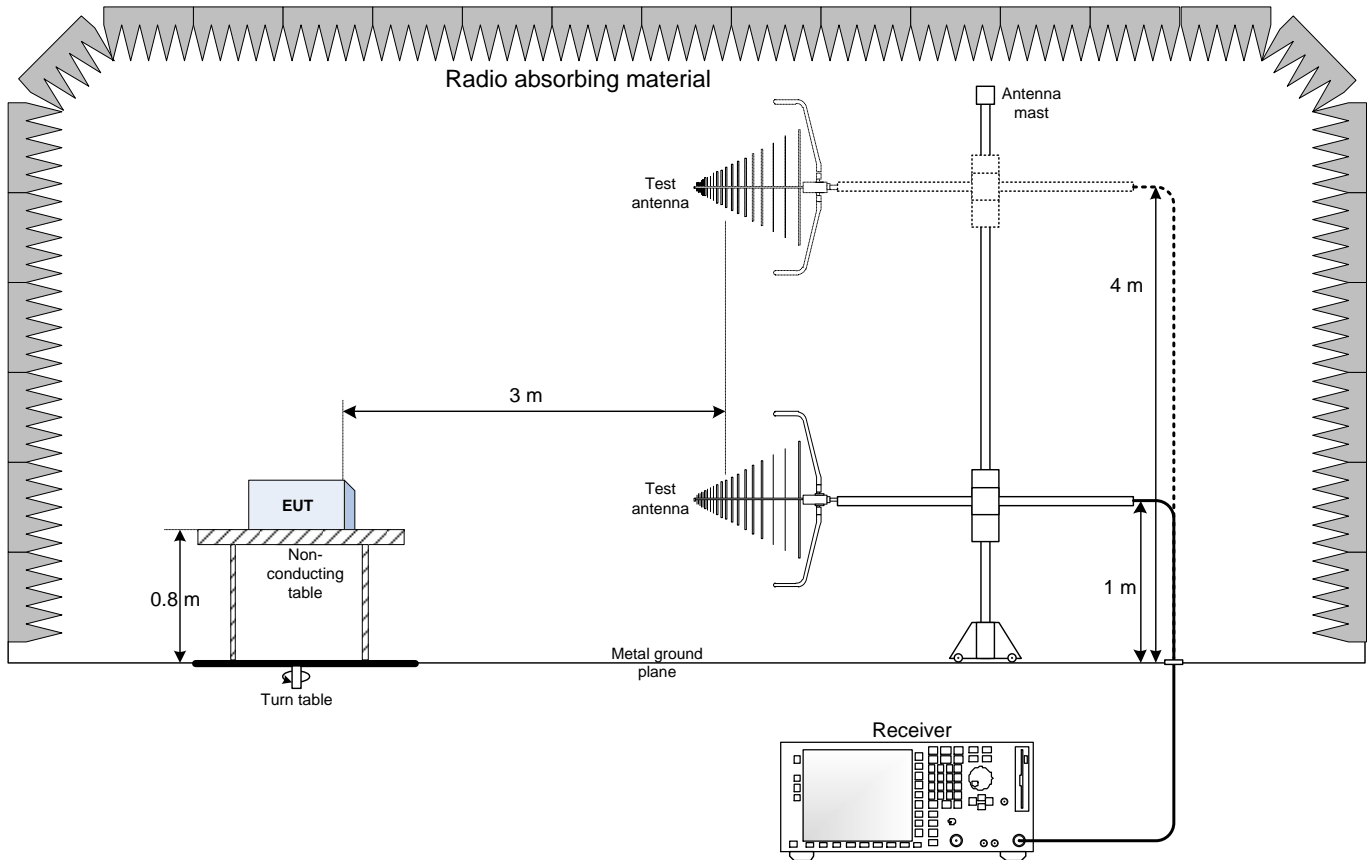 Radio absorbing material
Antenna
mast
Test
antenna
4 m
3 m
Test
antenna
EUT
Non-
conducting
table
0.8 m
1 m
Metal ground
plane
Turn table
Receiver